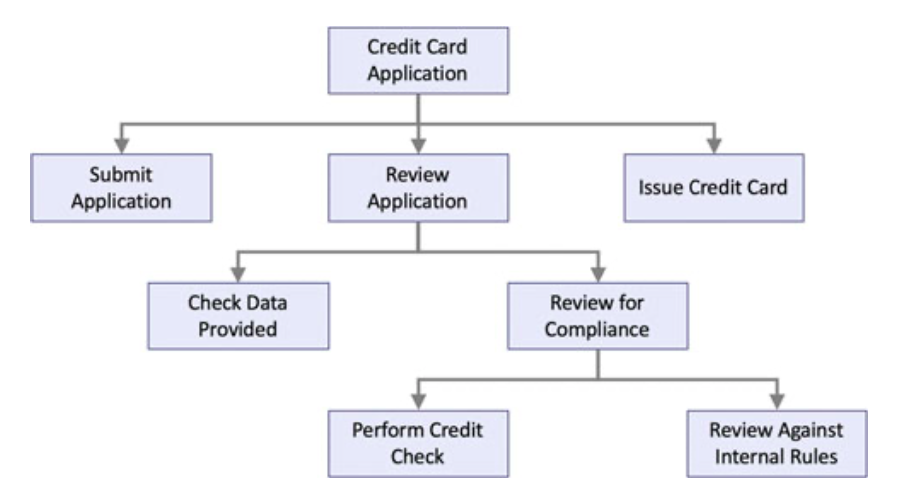 Credit Card
Application
Submit
Application
Review
Application
Issue Credit Card
Check Data
Provided
Review for
Compliance
Perform Credit
Check
Review Against
Internal Rules